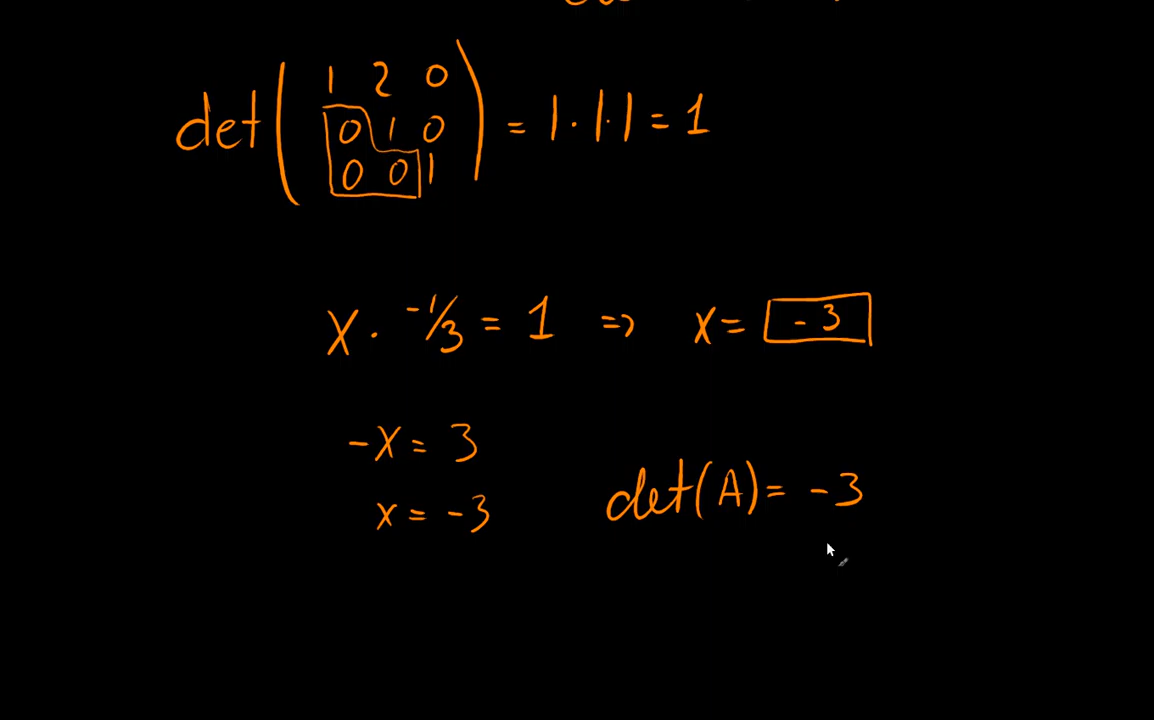 det( 1 2 0
0 1 0
0 0 1 ) = 1 · 1 · 1 = 1
x · -1/3 = 1 => x = -3
-x = 3
x = -3
det(A) = -3